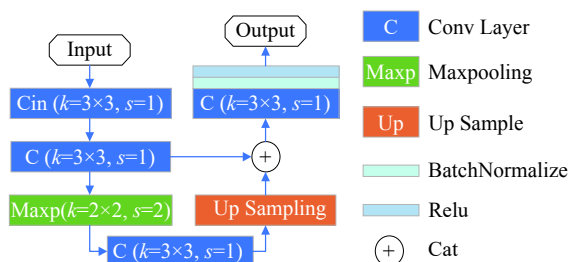 Input
Output
Cin (k=3×3, s=1)
C (k=3×3, s=1)
C (k=3×3, s=1)
+
Maxp(k=2×2, s=2)
Up Sampling
C (k=3×3, s=1)
C Conv Layer
Maxp Maxpooling
Up Up Sample
BatchNormalize
Relu
+ Cat